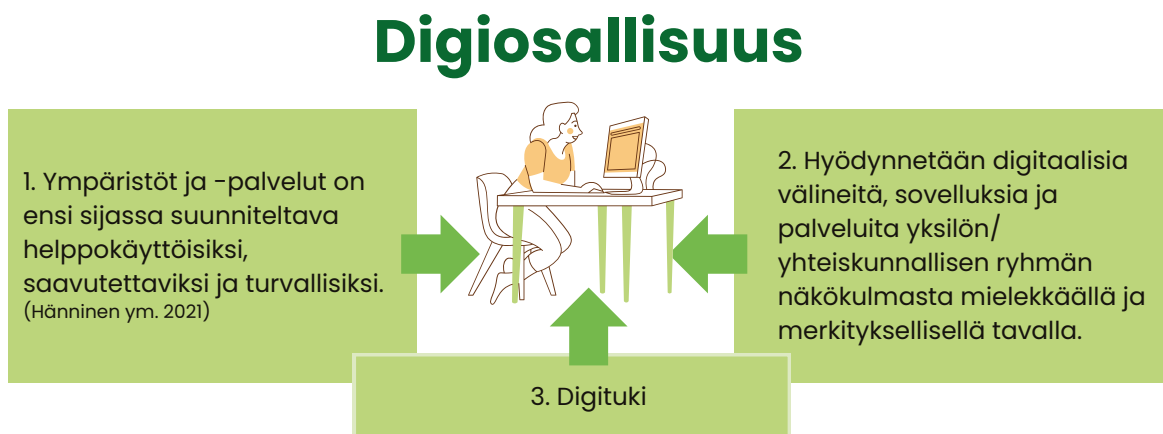 Digiosallisuus
1. Ympäristöt ja -palvelut on
ensi sijassa suunniteltava
helppokäyttöisiksi,
saavutettaviksi ja turvallisiksi.
(Hänninen ym. 2021)
2. Hyödynnetään digitaalisia
välineitä, sovelluksia ja
palveluita yksilön/
yhteiskunnallisen ryhmän
näkökulmasta mielekkäällä ja
merkityksellisellä tavalla.
3. Digituki